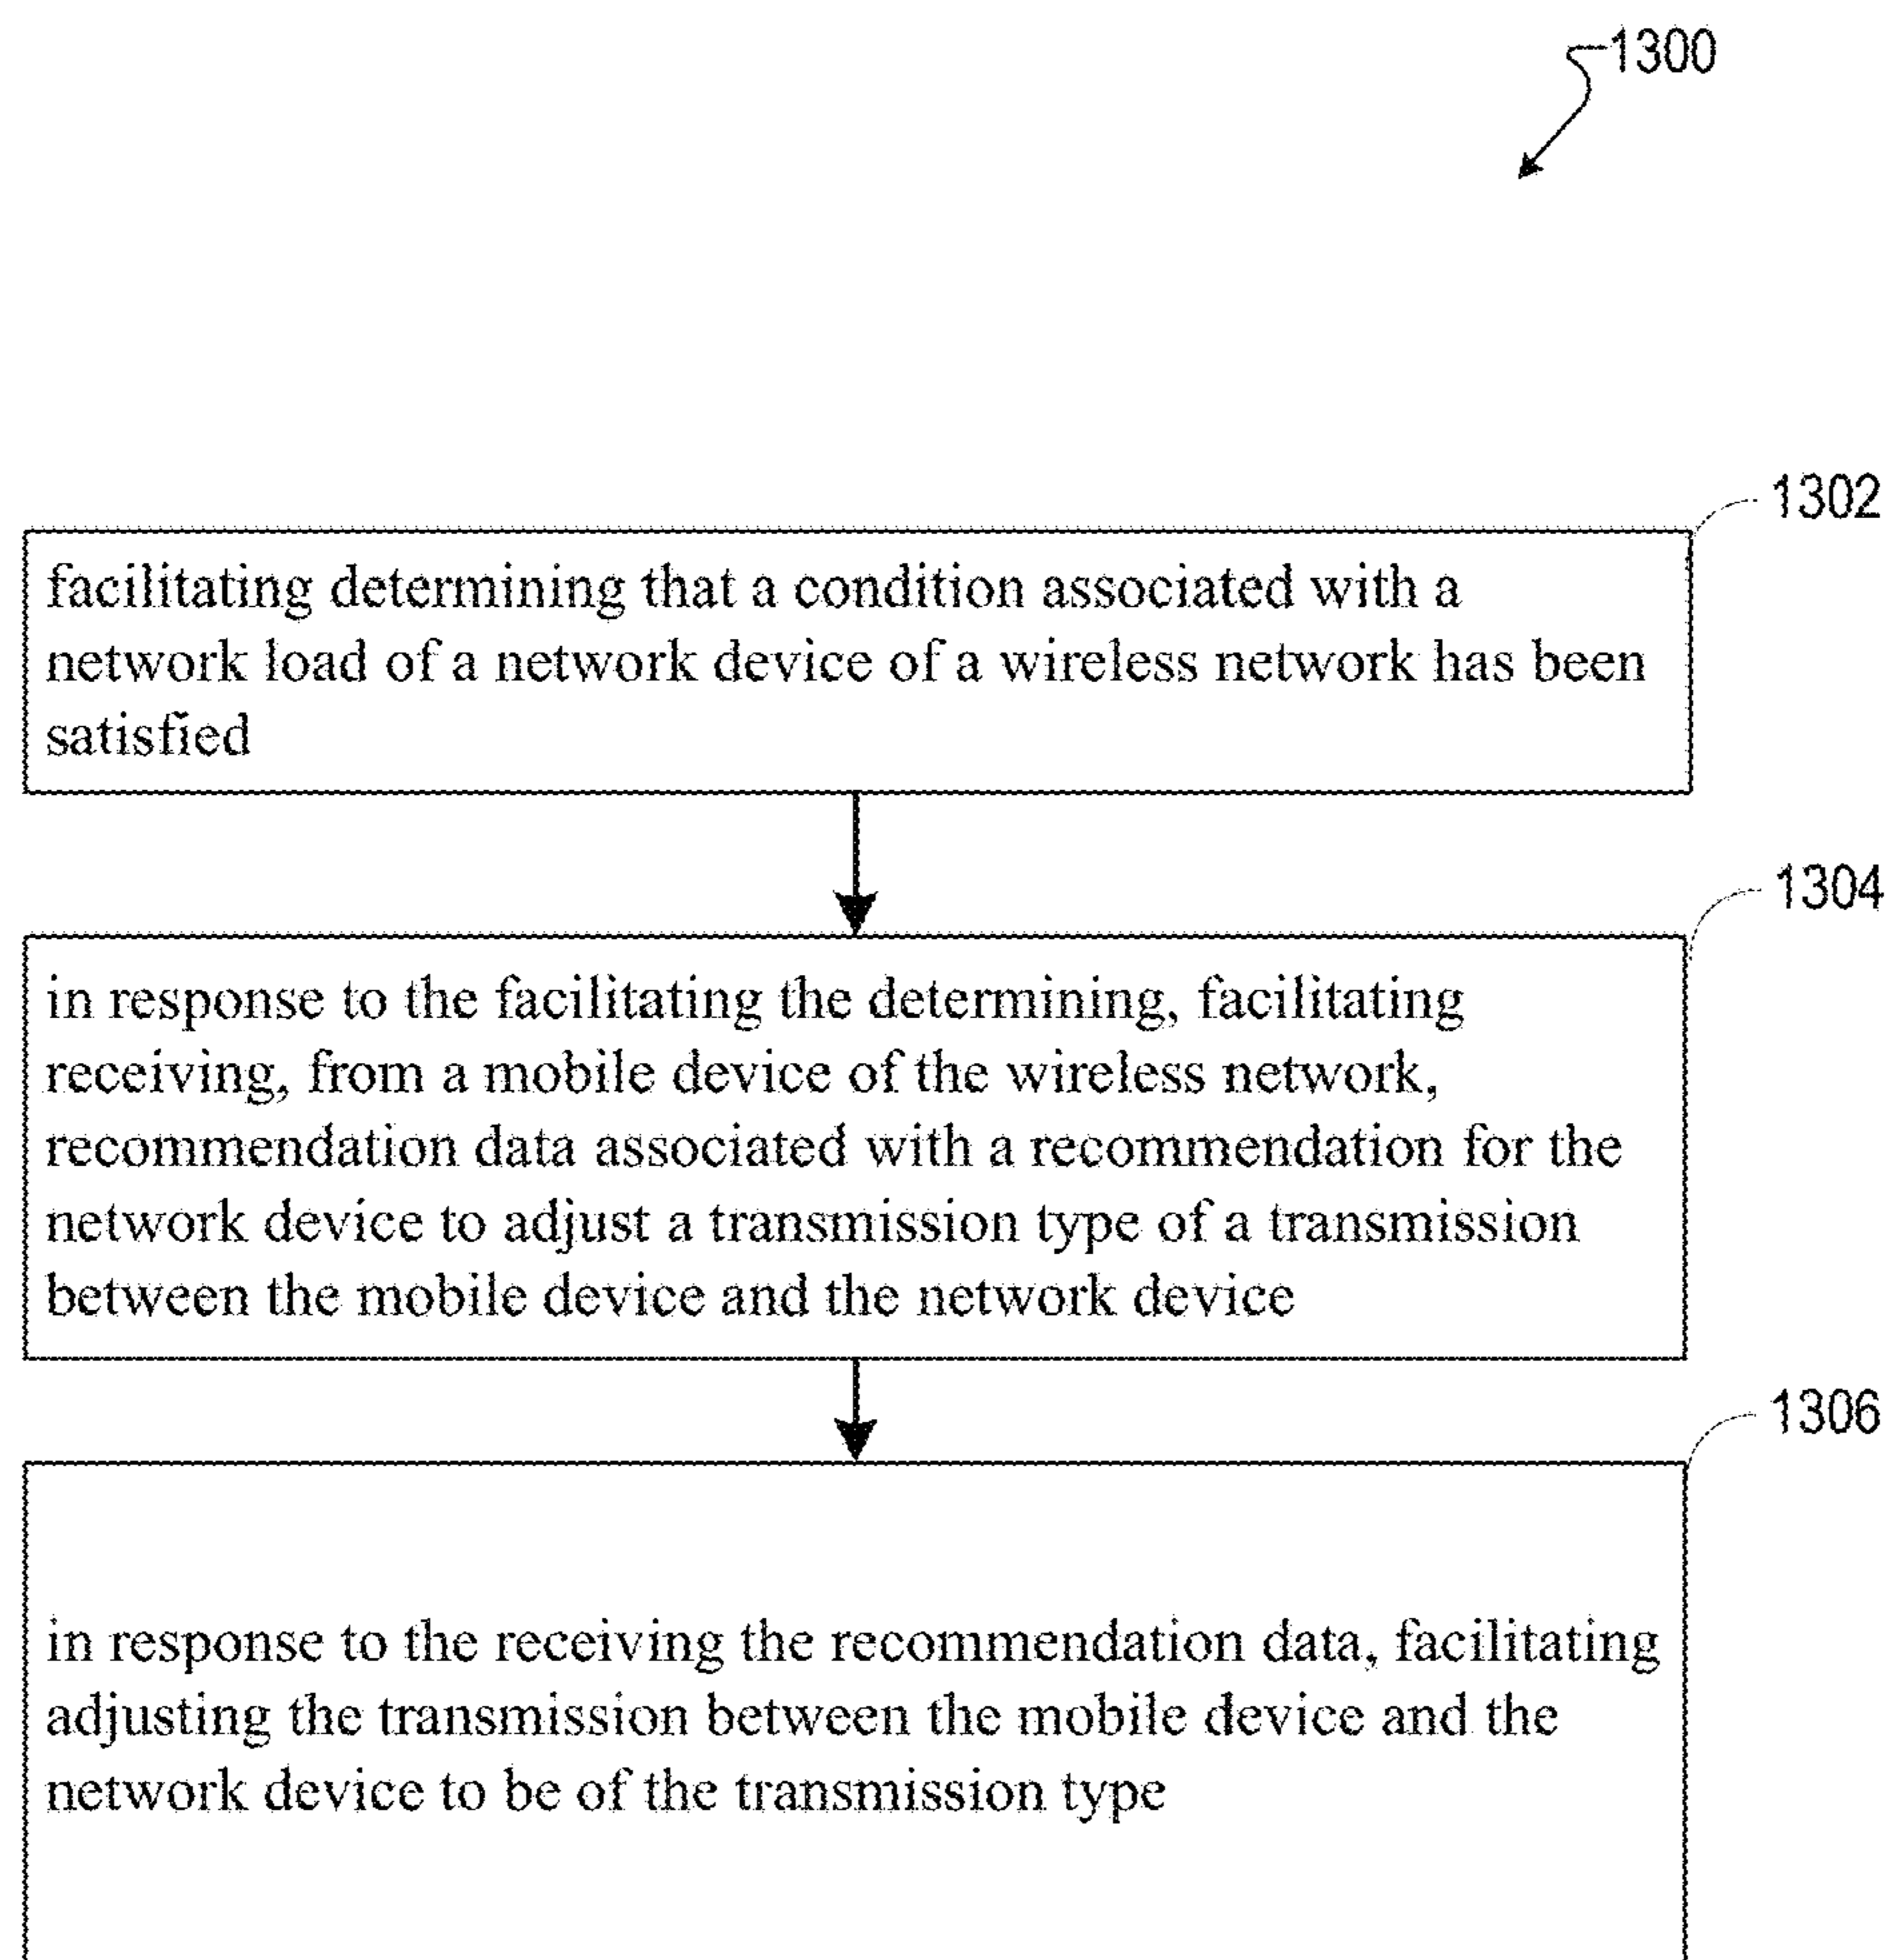 1300
1302
facilitating determining that a condition associated with a
network load of a network device of a wireless network has been
satisfied
1304
in response to the facilitating the determining, facilitating
receiving, from a mobile device of the wireless network,
recommendation data associated with a recommendation for the
network device to adjust a transmission type of a transmission
between the mobile device and the network device
1306
in response to the receiving the recommendation data, facilitating
adjusting the transmission between the mobile device and the
network device to be of the transmission type